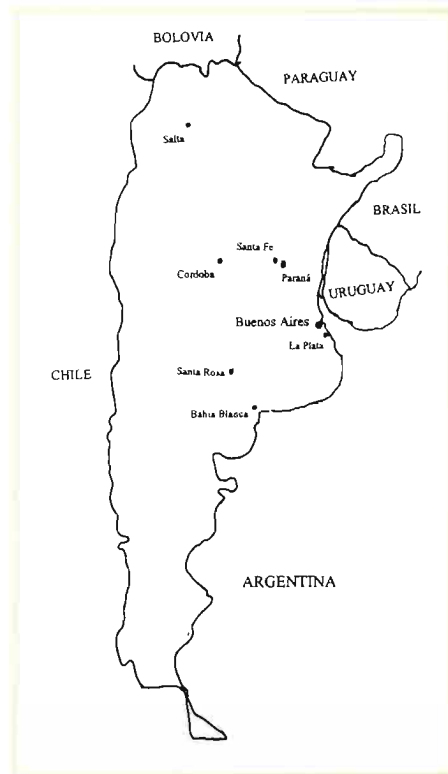 BOLOVIA
PARAGUAY
Salta
BRASIL
Santa Fe
Cordoba
Paraná
URUGUAY
Buenos Aires
La Plata
CHILE
Santa Rosa
Bahia Blanca
ARGENTINA